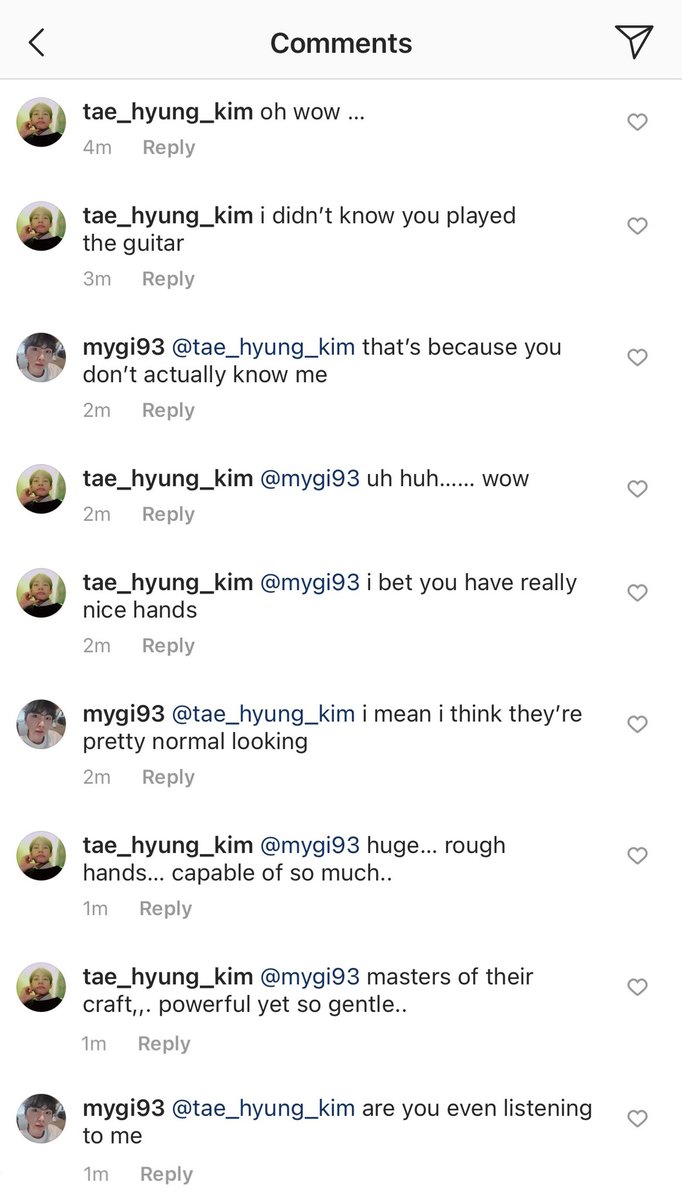 Comments
tae_hyung_kim oh wow ...
4m Reply
tae_hyung_kim i didn’t know you played
the guitar
3m Reply
mygi93 @tae_hyung_kim that’s because you
don’t actually know me
2m Reply
tae_hyung_kim @mygi93 uh huh...... wow
2m Reply
tae_hyung_kim @mygi93 i bet you have really
nice hands
2m Reply
mygi93 @tae_hyung_kim i mean i think they’re
pretty normal looking
2m Reply
tae_hyung_kim @mygi93 huge... rough
hands... capable of so much..
1m Reply
tae_hyung_kim @mygi93 masters of their
craft,,. powerful yet so gentle..
1m Reply
mygi93 @tae_hyung_kim are you even listening
to me
1m Reply